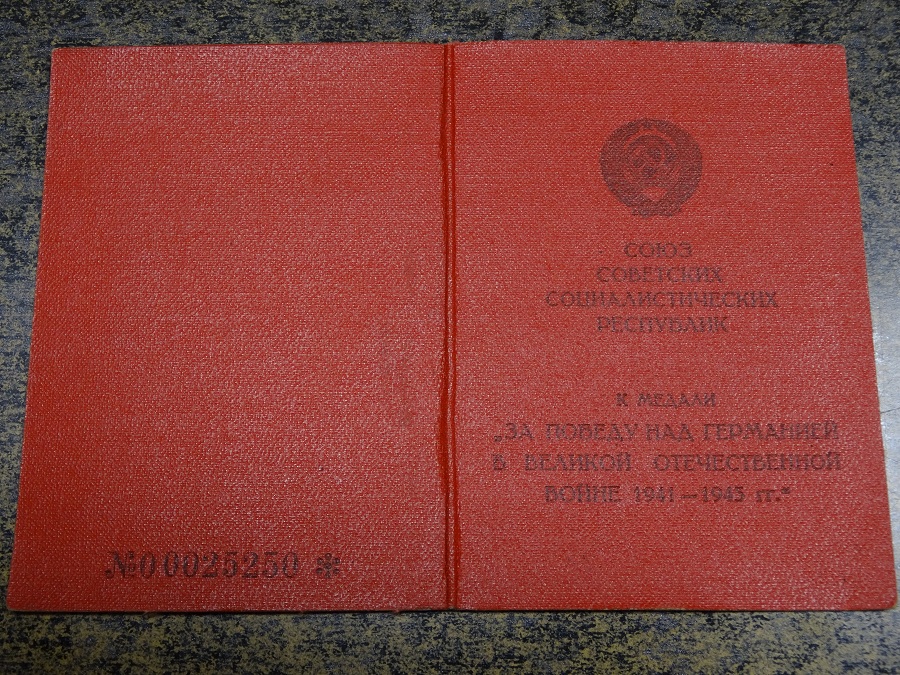 СОЮЗ
СОВЕТСКИХ
СОЦИАЛИСТИЧЕСКИХ
РЕСПУБЛИК
К МЕДАЛИ
„ЗА ПОБЕДУ НАД ГЕРМАНИЕЙ
В ВЕЛИКОЙ ОТЕЧЕСТВЕННОЙ
ВОЙНЕ 1941 – 1945 гг.“
№00025250 *